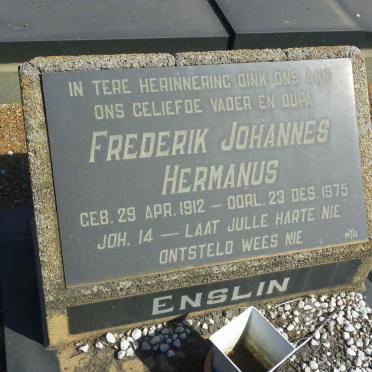 IN TERE HERINNERING DINK ONS AAN
ONS GELIEFDE VADER EN OUPA
FREDERIK JOHANNES
HERMANUS
GEB. 29 APR. 1912 – OORL. 23 DES. 1975
JOH. 14 – LAAT JULLE HARTE NIE
ONTSTELD WEES NIE
ENSLIN